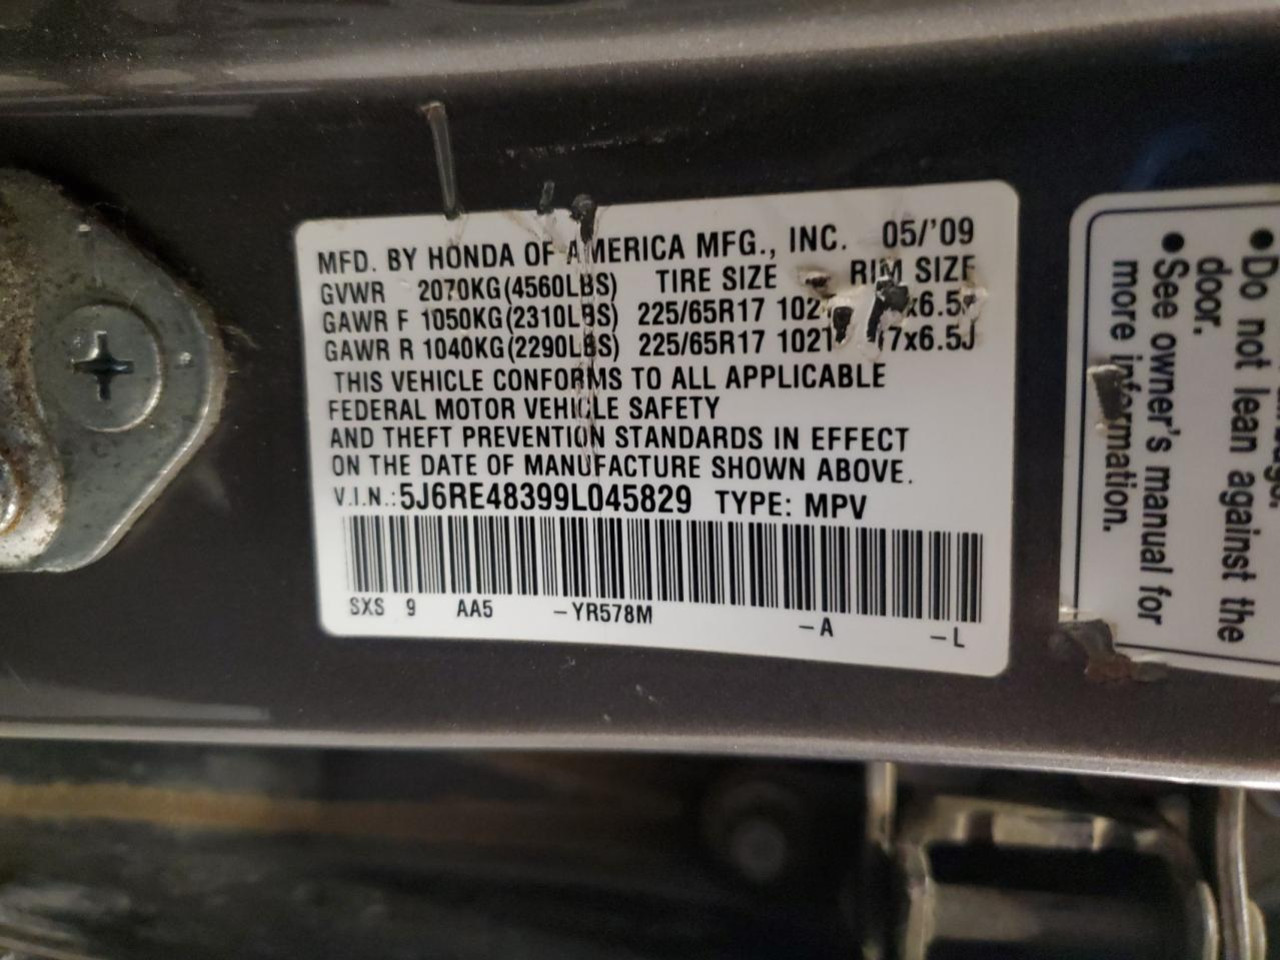 MFD. BY HONDA OF AMERICA MFG., INC. 05/'09
GVWR 2070KG(4560LBS) TIRE SIZE RIM SIZE
GAWR F 1050KG(2310LBS) 225/65R17
GAWR R 1040KG(2290LBS) 225/65R17 102T 17x6.5J
THIS VEHICLE CONFORMS TO ALL APPLICABLE
FEDERAL MOTOR VEHICLE SAFETY
AND THEFT PREVENTION STANDARDS IN EFFECT
ON THE DATE OF MANUFACTURE SHOWN ABOVE.
V.I.N.:5J6RE48399L045829 TYPE: MPV
SXS 9 AA5 -YR578M -A -L
●Do not lean against the
door.
●See owner's manual for
more information.